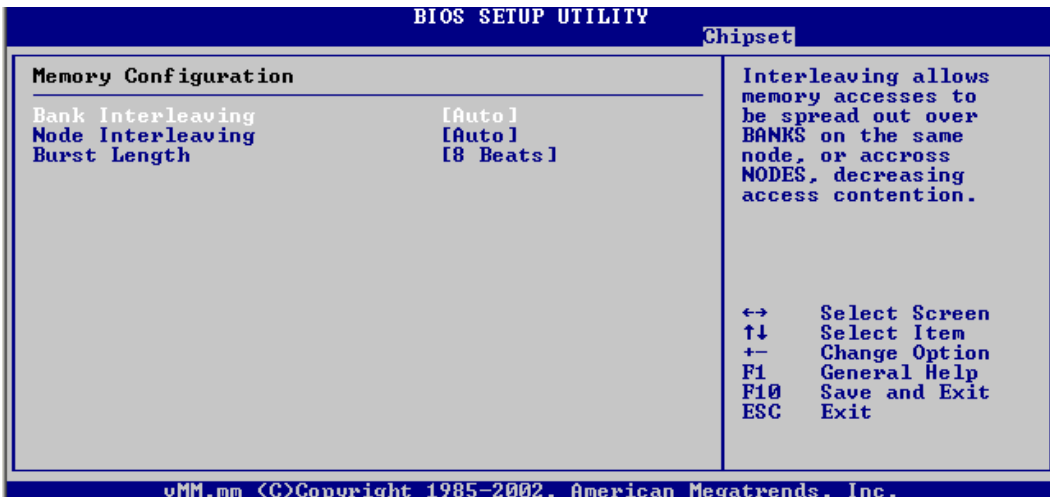 BIOS SETUP UTILITY
Chipset
Memory Configuration
Bank Interleaving [Auto]
Node Interleaving [Auto]
Burst Length [8 Beats]
Interleaving allows
memory accesses to
be spread out over
BANKS on the same
node, or accross
NODES, decreasing
access contention.
↔ Select Screen
↑↓ Select Item
+- Change Option
F1 General Help
F10 Save and Exit
ESC Exit
vMM.mm (C)Copyright 1985-2002, American Megatrends, Inc.